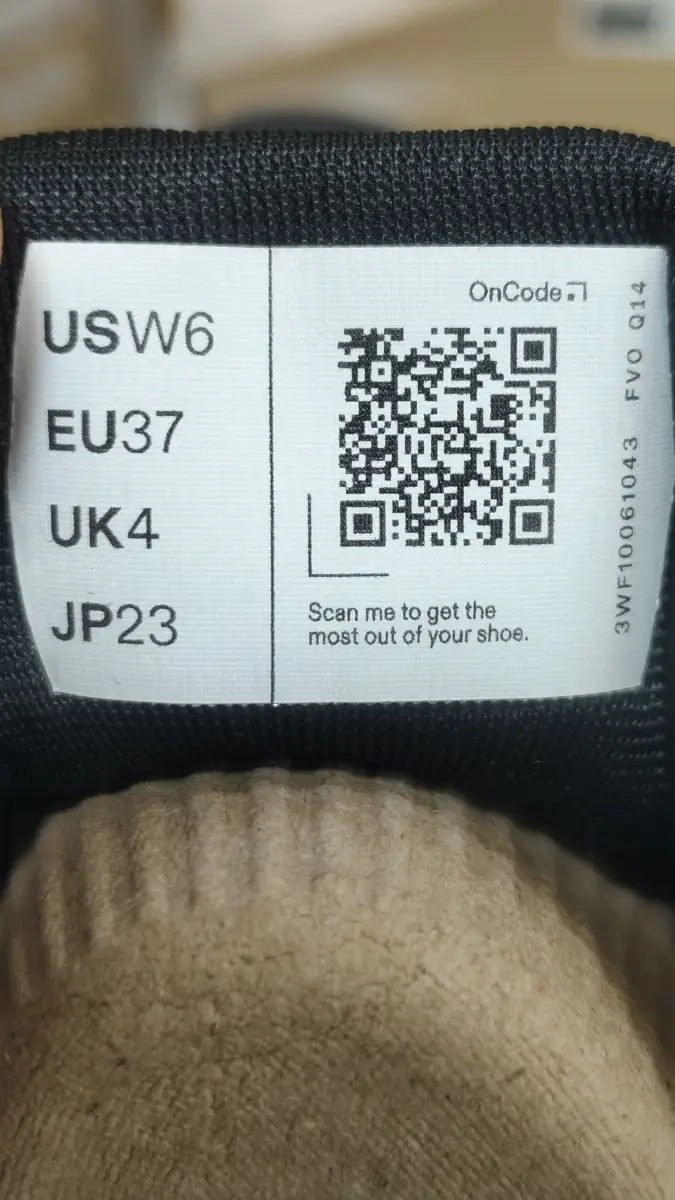 USW6
EU37
UK4
JP23
OnCode
Scan me to get the
most out of your shoe.
3WF10061043 FVO Q14